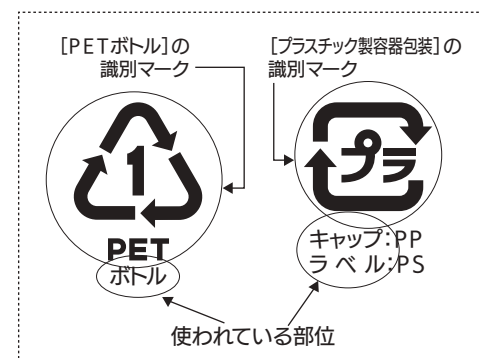 [PETボトル]の
識別マーク
[プラスチック製容器包装]の
識別マーク
1
PET
ボトル
プラ
キャップ:PP
ラベル:PS
使われている部位